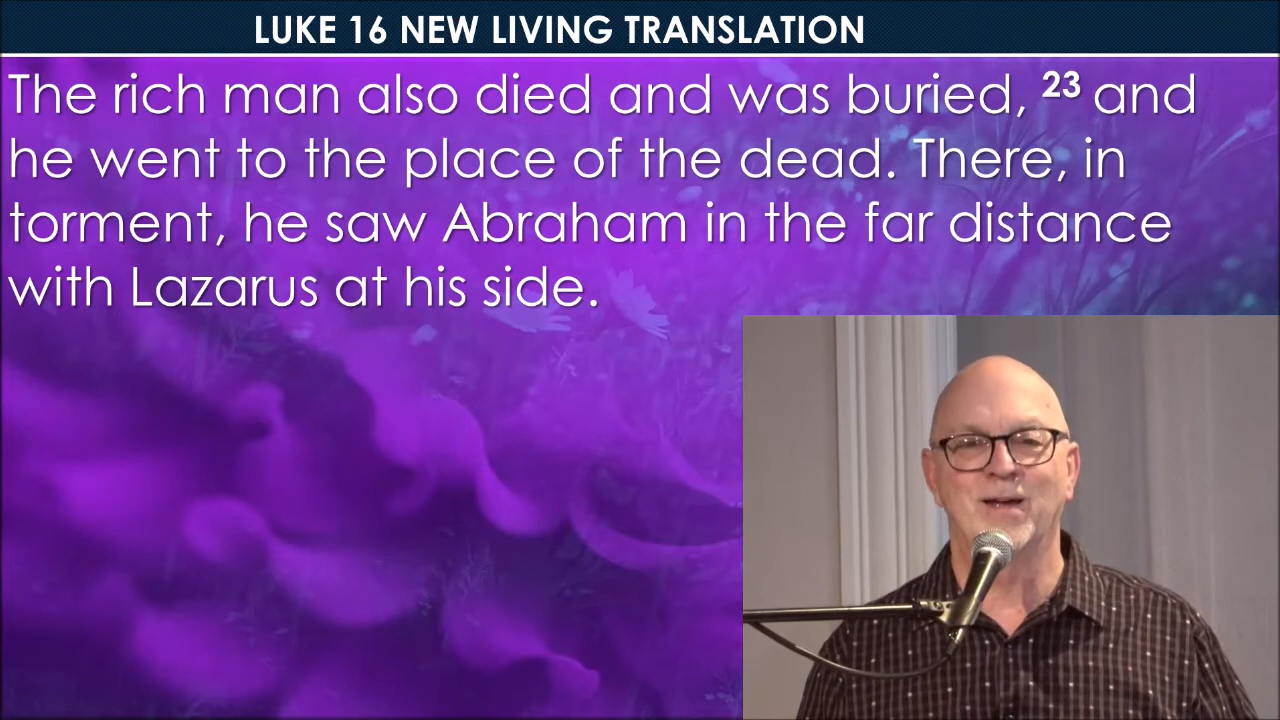 LUKE 16 NEW LIVING TRANSLATION
The rich man also died and was buried, 23 and
he went to the place of the dead. There, in
torment, he saw Abraham in the far distance
with Lazarus at his side.